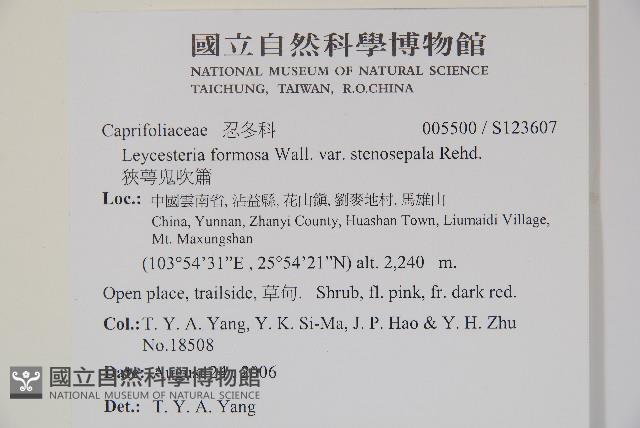 國立自然科學博物館
NATIONAL MUSEUM OF NATURAL SCIENCE
TAICHUNG, TAIWAN, R.O.CHINA
Caprifoliaceae 忍冬科 005500 / S123607
Leycesteria formosa Wall. var. stenosepala Rehd.
狹萼鬼吹簫
Loc.: 中國雲南省, 沾益縣, 花山鎮, 劉麥地村, 馬雄山
China, Yunnan, Zhanyi County, Huashan Town, Liumaidi Village,
Mt. Maxungshan
(103°54'31"E , 25°54'21"N) alt. 2,240 m.
Open place, trailside, 草旬. Shrub, fl. pink, fr. dark red.
Col.: T. Y. A. Yang, Y. K. Si-Ma, J. P. Hao & Y. H. Zhu
No.18508
Date: August 2006
國立自然科學博物館
NATIONAL MUSEUM OF NATURAL SCIENCE
Det.: T. Y. A. Yang